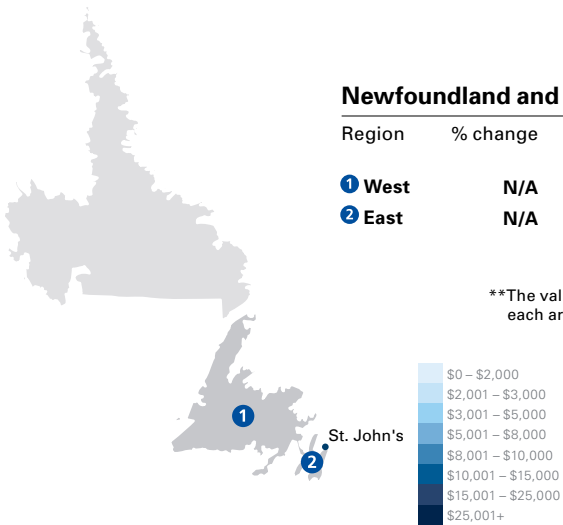 Newfoundland and
Region % change
1 West N/A
2 East N/A
**The val
each ar
1
St. John's
2
$0 – $2,000
$2,001 – $3,000
$3,001 – $5,000
$5,001 – $8,000
$8,001 – $10,000
$10,001 – $15,000
$15,001 – $25,000
$25,001+